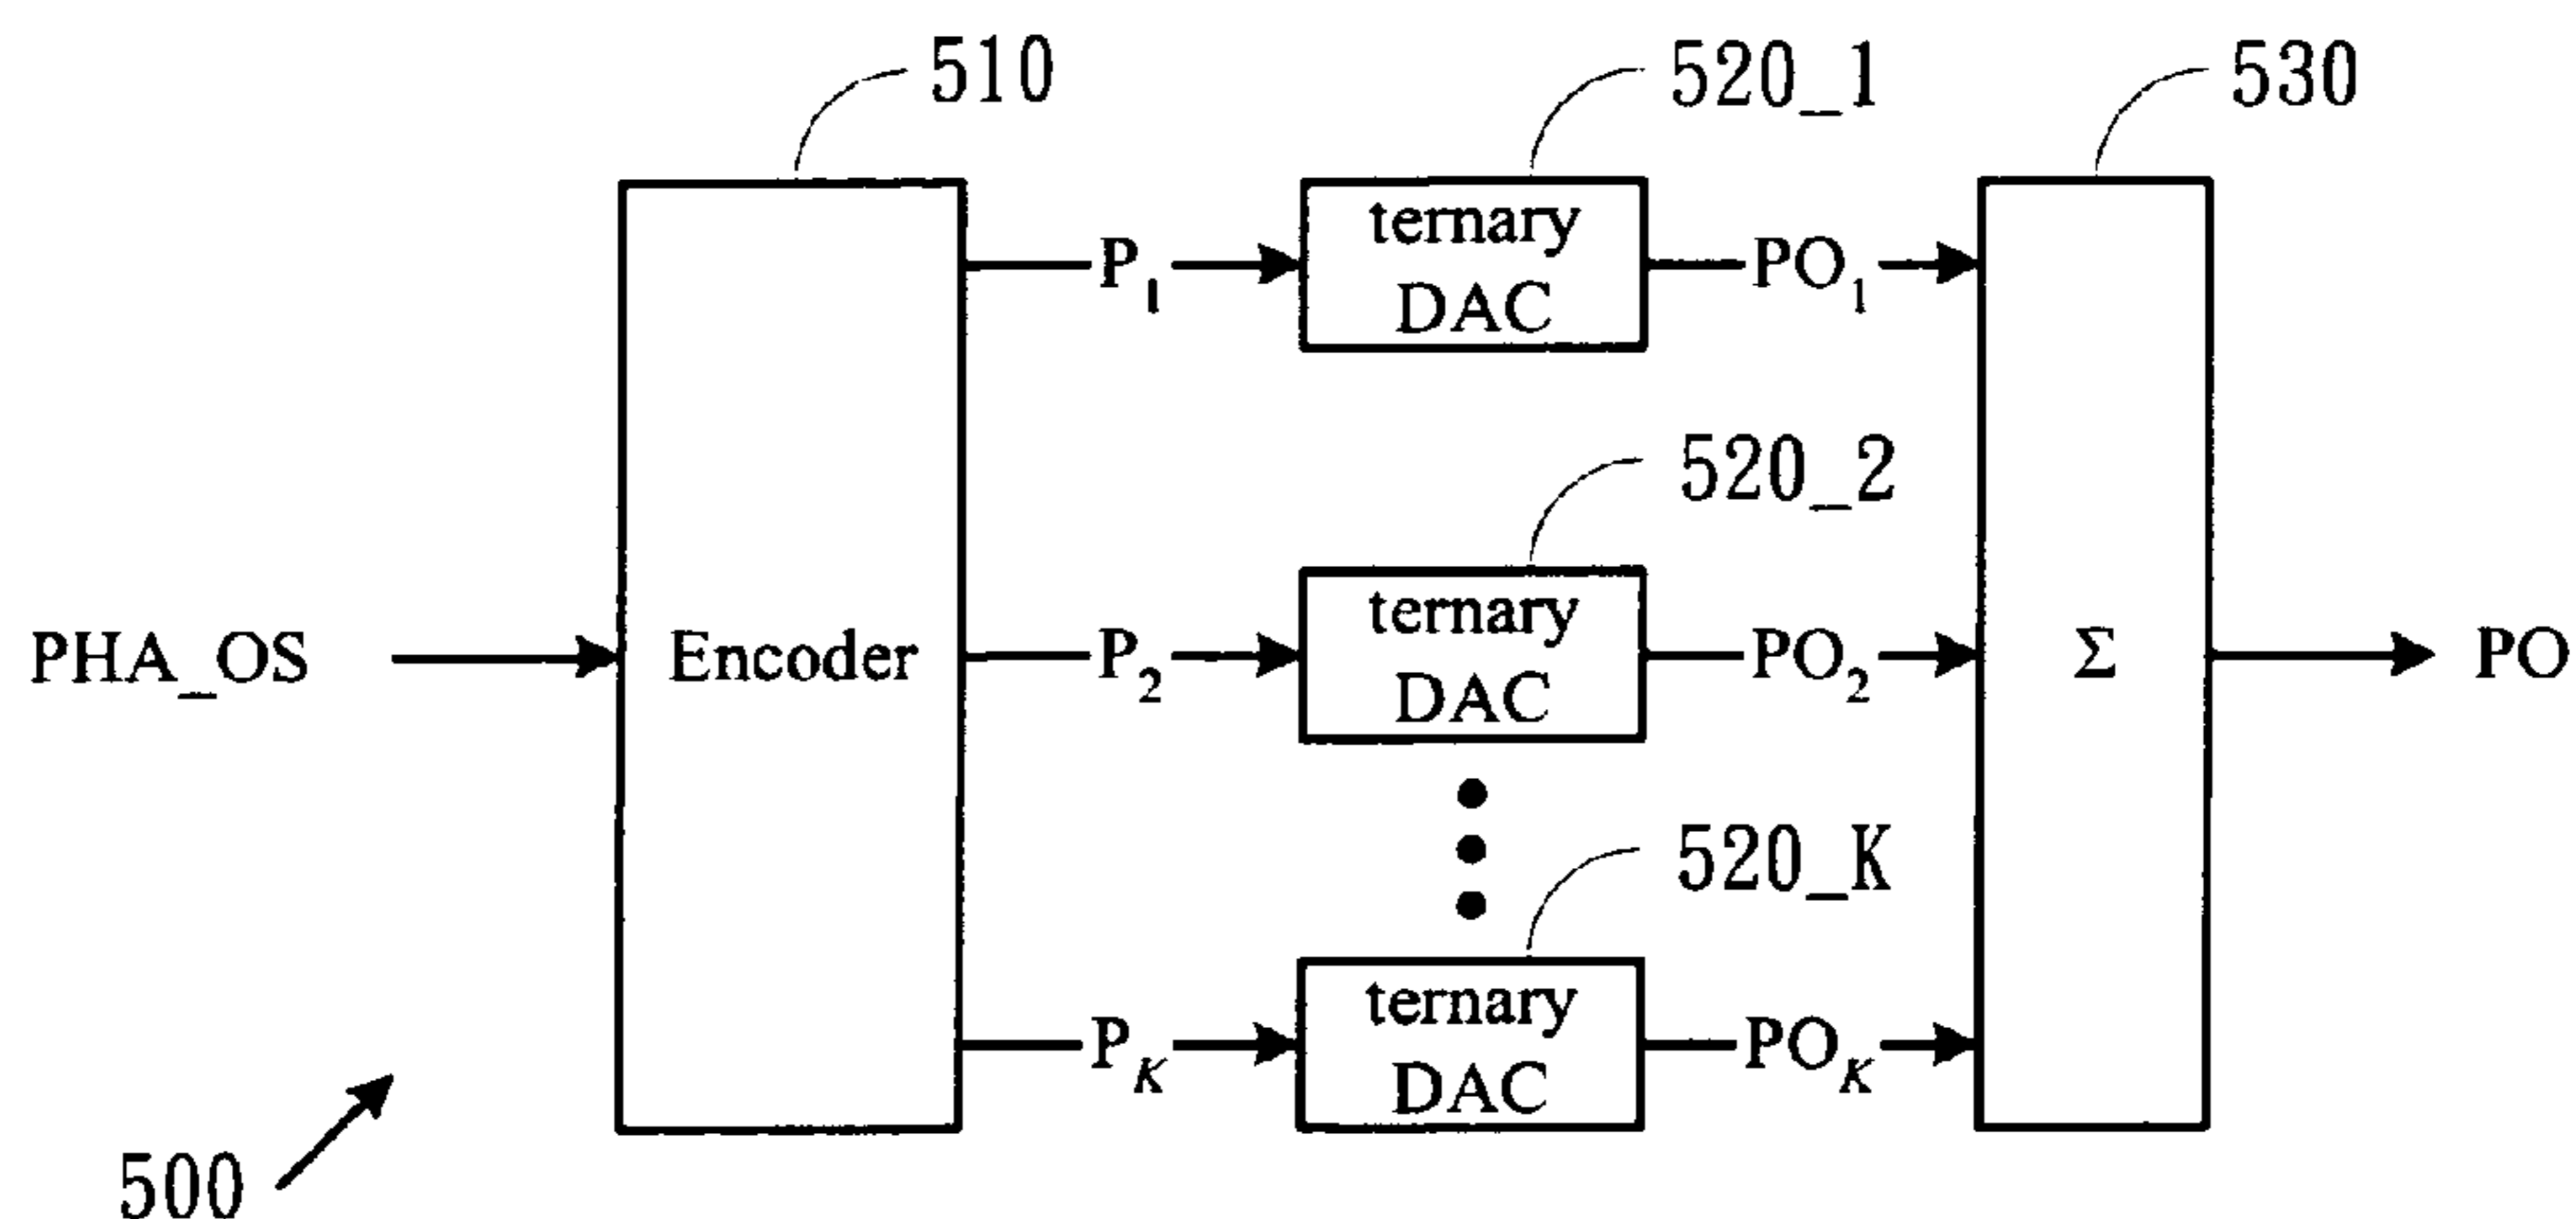 510
520_1
530
ternary
DAC
P1
PO1
520_2
PHA_OS
Encoder
P2
ternary
DAC
PO2
Σ
PO
520_K
PK
ternary
DAC
POK
500